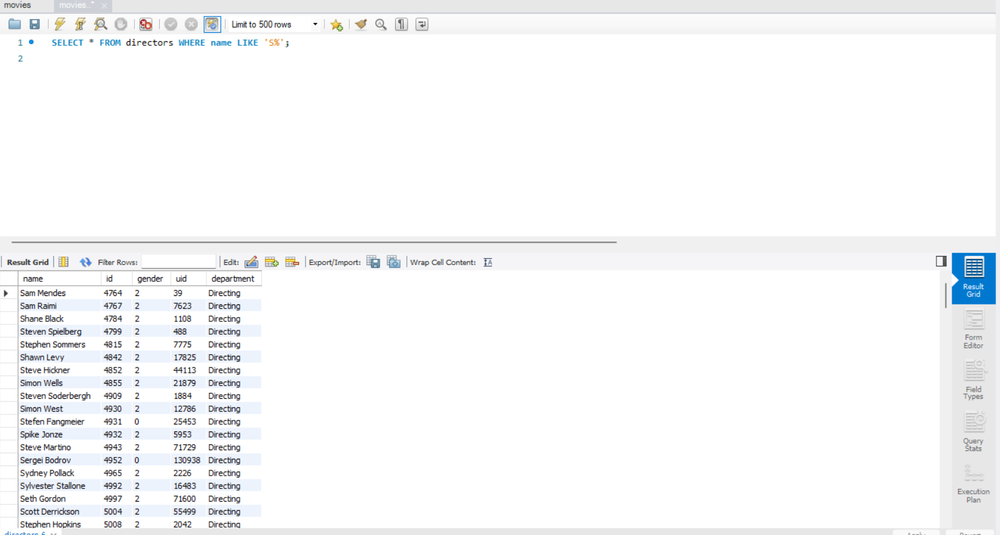 movies movies..*
Limit to 500 rows
1 SELECT * FROM directors WHERE name LIKE 'S%';
2
Result Grid Filter Rows: Edit: Export/Import: Wrap Cell Content:
name id gender uid department
Sam Mendes 4764 2 39 Directing
Sam Raimi 4767 2 7623 Directing
Shane Black 4784 2 1108 Directing
Steven Spielberg 4799 2 488 Directing
Stephen Sommers 4815 2 7775 Directing
Shawn Levy 4842 2 17825 Directing
Steve Hickner 4852 2 44113 Directing
Simon Wells 4855 2 21879 Directing
Steven Soderbergh 4909 2 1884 Directing
Simon West 4930 2 12786 Directing
Stefen Fangmeier 4931 0 25453 Directing
Spike Jonze 4932 2 5953 Directing
Steve Martino 4943 2 71729 Directing
Sergei Bodrov 4952 0 130938 Directing
Sydney Pollack 4965 2 2226 Directing
Sylvester Stallone 4992 2 16483 Directing
Seth Gordon 4997 2 71600 Directing
Scott Derrickson 5004 2 55499 Directing
Stephen Hopkins 5008 2 2042 Directing
Result
Grid
Form
Editor
Field
Types
Query
Stats
Execution
Plan